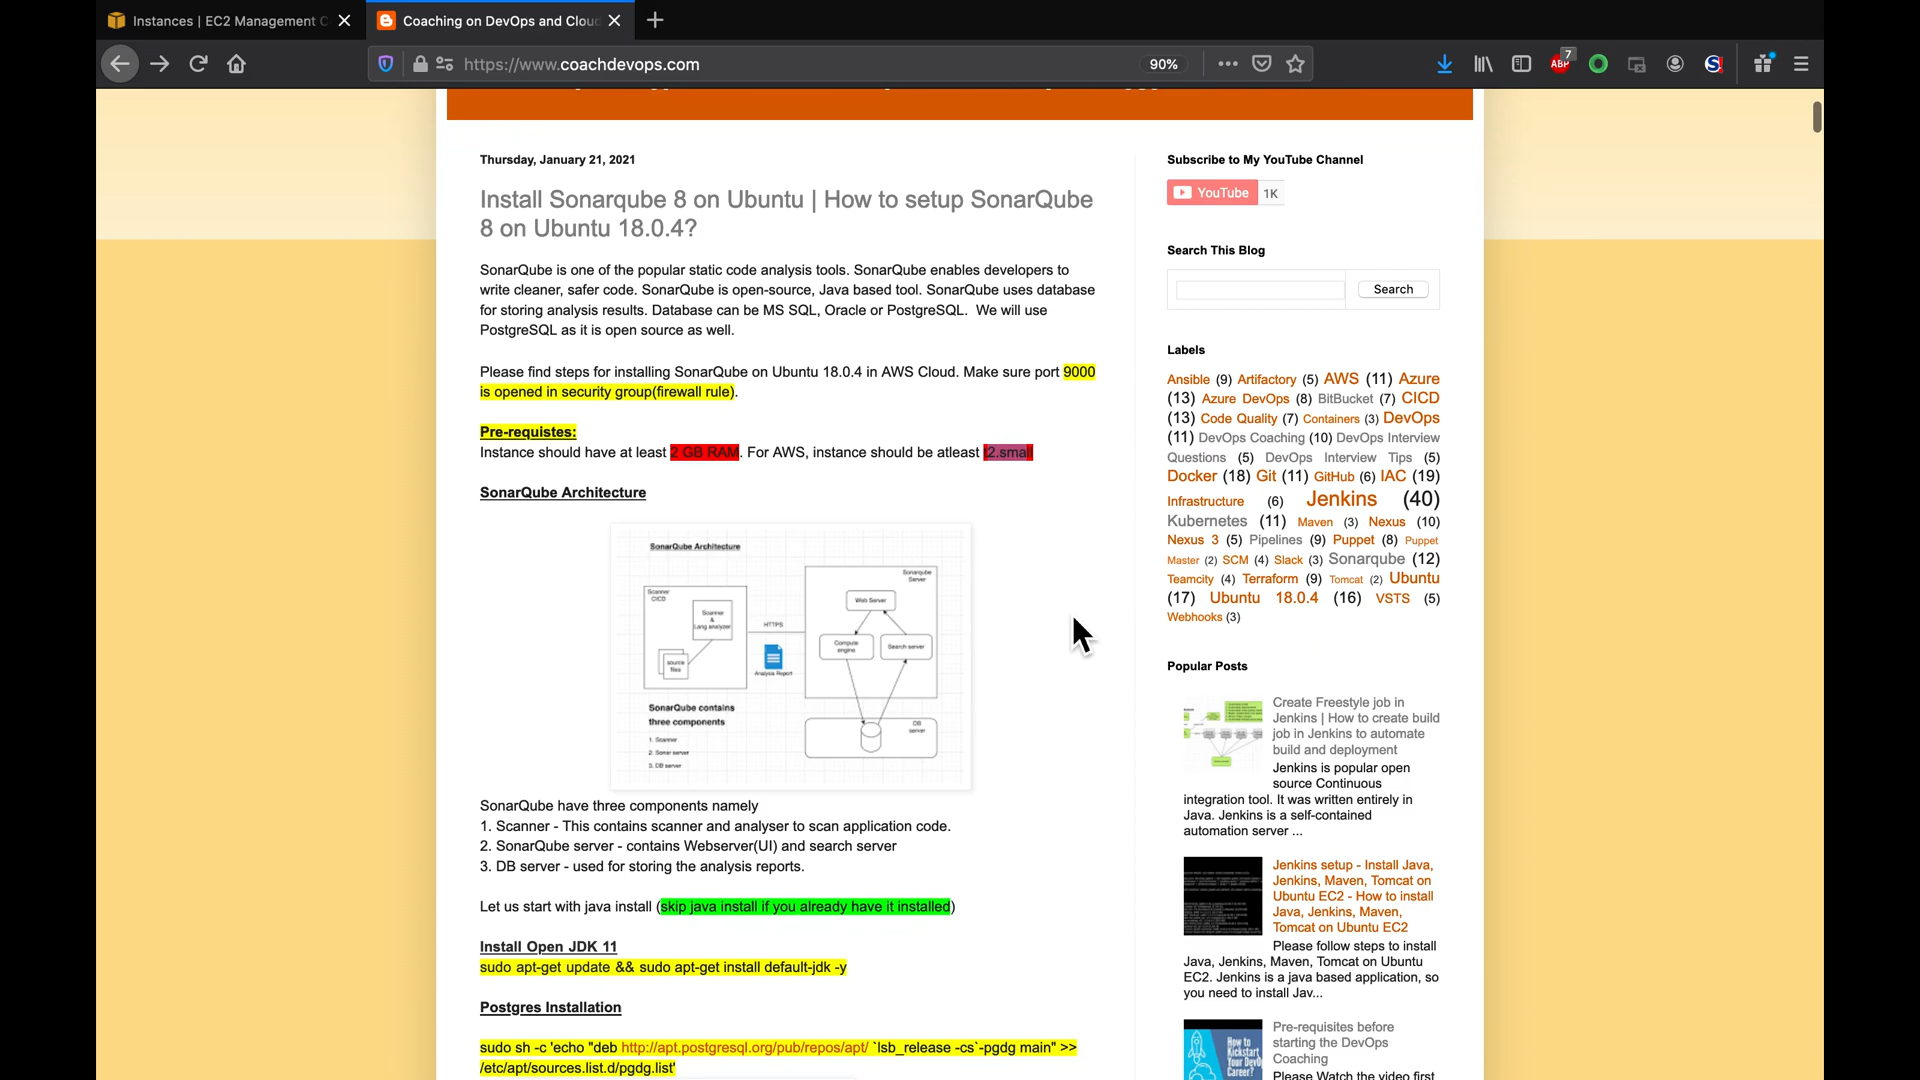 Instances | EC2 Management C
Coaching on DevOps and Clou
https://www.coachdevops.com
90%
7
ABP
Thursday, January 21, 2021
Install Sonarqube 8 on Ubuntu | How to setup SonarQube
8 on Ubuntu 18.0.4?
SonarQube is one of the popular static code analysis tools. SonarQube enables developers to
write cleaner, safer code. SonarQube is open-source, Java based tool. SonarQube uses database
for storing analysis results. Database can be MS SQL, Oracle or PostgreSQL.  We will use
PostgreSQL as it is open source as well.
Please find steps for installing SonarQube on Ubuntu 18.0.4 in AWS Cloud. Make sure port 9000
is opened in security group(firewall rule).
Pre-requistes:
Instance should have at least 2 GB RAM. For AWS, instance should be atleast t2.small
SonarQube Architecture
SonarQube Architecture
Sonarqube
Server
Scanner
CICD
Web Server
Scanner
&
Lang analyzer
HTTPS
Compute
engine
Search server
source
files
Analysis Report
SonarQube contains
three components
DB
server
1. Scanner
2. Sonar server
3. DB server
SonarQube have three components namely
1. Scanner - This contains scanner and analyser to scan application code.
2. SonarQube server - contains Webserver(UI) and search server
3. DB server - used for storing the analysis reports.
Let us start with java install (skip java install if you already have it installed)
Install Open JDK 11
sudo apt-get update && sudo apt-get install default-jdk -y
Postgres Installation
sudo sh -c 'echo "deb http://apt.postgresql.org/pub/repos/apt/ `lsb_release -cs`-pgdg main" >>
/etc/apt/sources.list.d/pgdg.list'
Subscribe to My YouTube Channel
YouTube 1K
Search This Blog
Search
Labels
Ansible (9) Artifactory (5) AWS (11) Azure
(13) Azure DevOps (8) BitBucket (7) CICD
(13) Code Quality (7) Containers (3) DevOps
(11) DevOps Coaching (10) DevOps Interview
Questions (5) DevOps Interview Tips (5)
Docker (18) Git (11) GitHub (6) IAC (19)
Infrastructure (6) Jenkins (40)
Kubernetes (11) Maven (3) Nexus (10)
Nexus 3 (5) Pipelines (9) Puppet (8) Puppet
Master (2) SCM (4) Slack (3) Sonarqube (12)
Teamcity (4) Terraform (9) Tomcat (2) Ubuntu
(17) Ubuntu 18.0.4 (16) VSTS (5)
Webhooks (3)
Popular Posts
Create Freestyle job in
Jenkins | How to create build
job in Jenkins to automate
build and deployment
Jenkins is popular open
source Continuous
integration tool. It was written entirely in
Java. Jenkins is a self-contained
automation server ...
Jenkins setup - Install Java,
Jenkins, Maven, Tomcat on
Ubuntu EC2 - How to install
Java, Jenkins, Maven,
Tomcat on Ubuntu EC2
Please follow steps to install
Java, Jenkins, Maven, Tomcat on Ubuntu
EC2. Jenkins is a java based application, so
you need to install Jav...
Pre-requisites before
starting the DevOps
Coaching
Please Watch the video first
How to
Kickstart
Your DevO
Career?